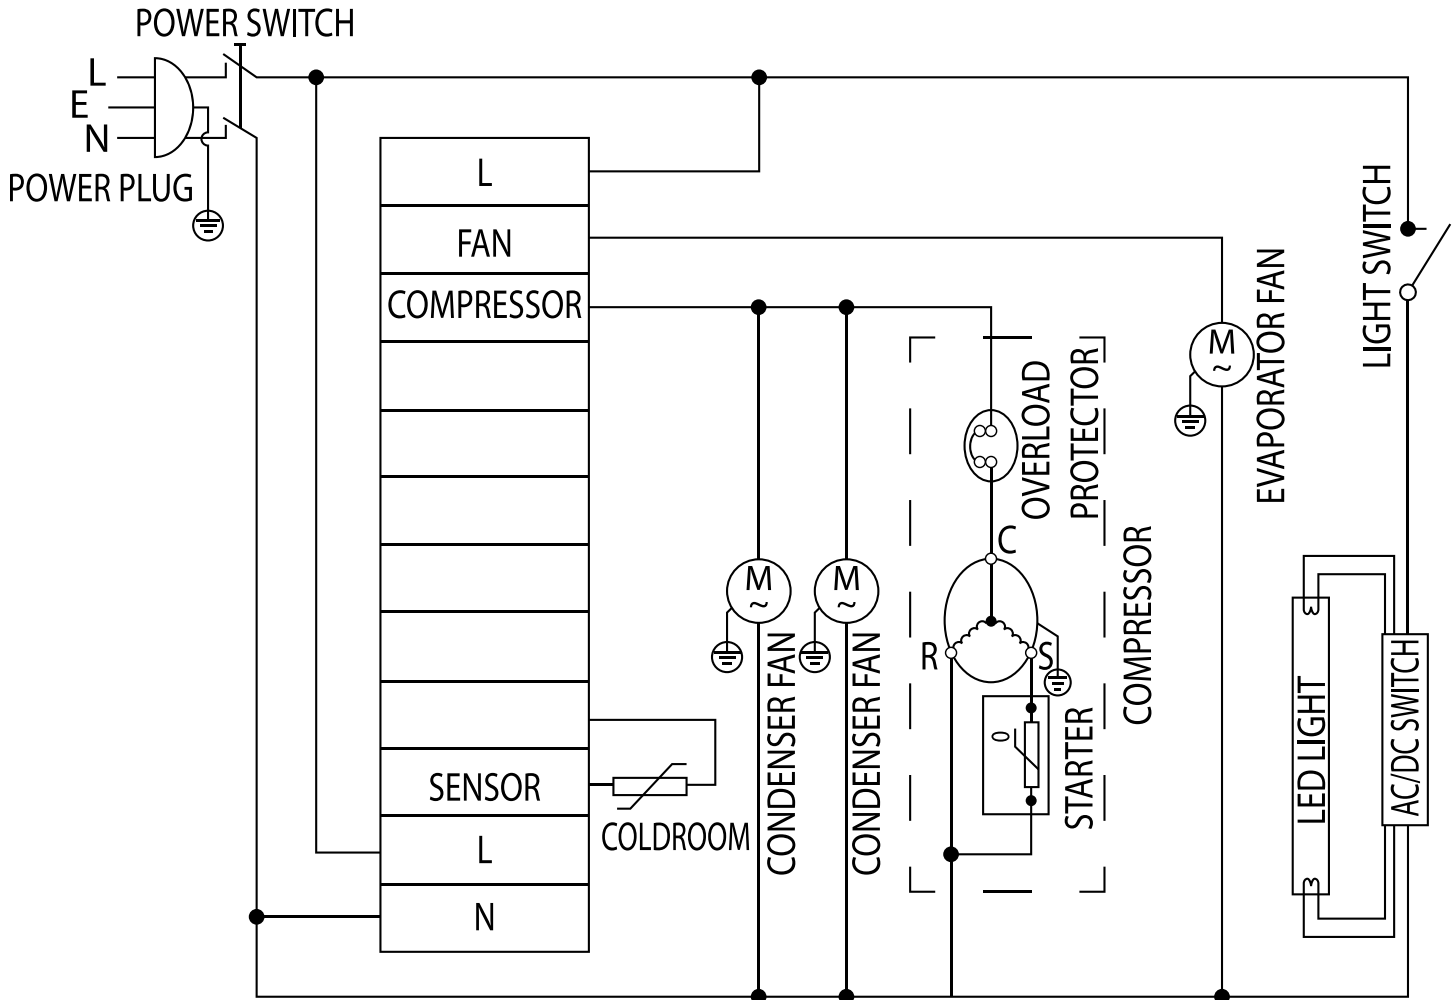 POWER SWITCH
L
E
N
POWER PLUG
L
FAN
COMPRESSOR
SENSOR
L
N
COLDROOM
M
~
CONDENSER FAN
M
~
CONDENSER FAN
OVERLOAD
PROTECTOR
C
R
S
0
STARTER
COMPRESSOR
M
~
EVAPORATOR FAN
LIGHT SWITCH
LED LIGHT
AC/DC SWITCH